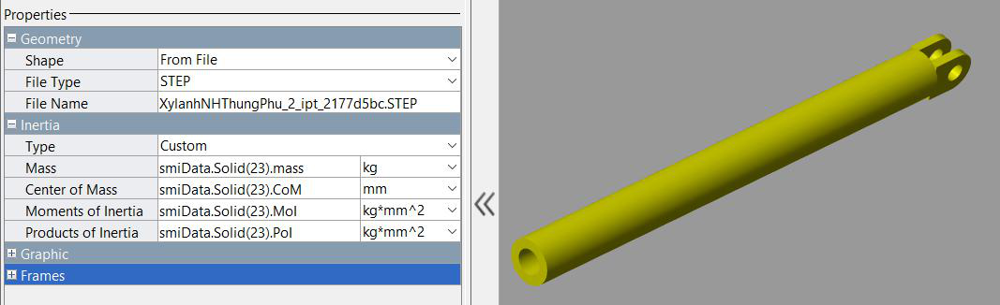 Properties
Geometry
Shape From File
File Type STEP
File Name XylanhNHThungPhu_2_ipt_2177d5bc.STEP
Inertia
Type Custom
Mass smiData.Solid(23).mass kg
Center of Mass smiData.Solid(23).CoM mm
Moments of Inertia smiData.Solid(23).MoI kg*mm^2
Products of Inertia smiData.Solid(23).PoI kg*mm^2
Graphic
Frames